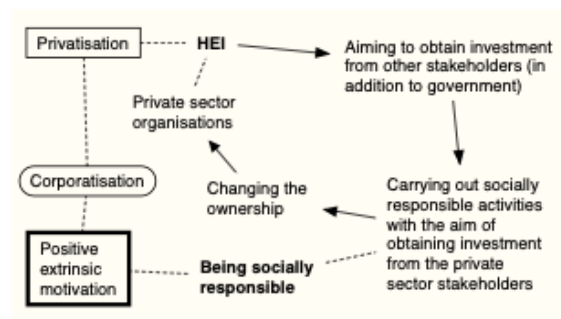 Privatisation
HEI
Aiming to obtain investment
from other stakeholders (in
addition to government)
Private sector
organisations
Corporatisation
Changing the
ownership
Carrying out socially
responsible activities
with the aim of
obtaining investment
from the private
sector stakeholders
Positive
extrinsic
motivation
Being socially
responsible